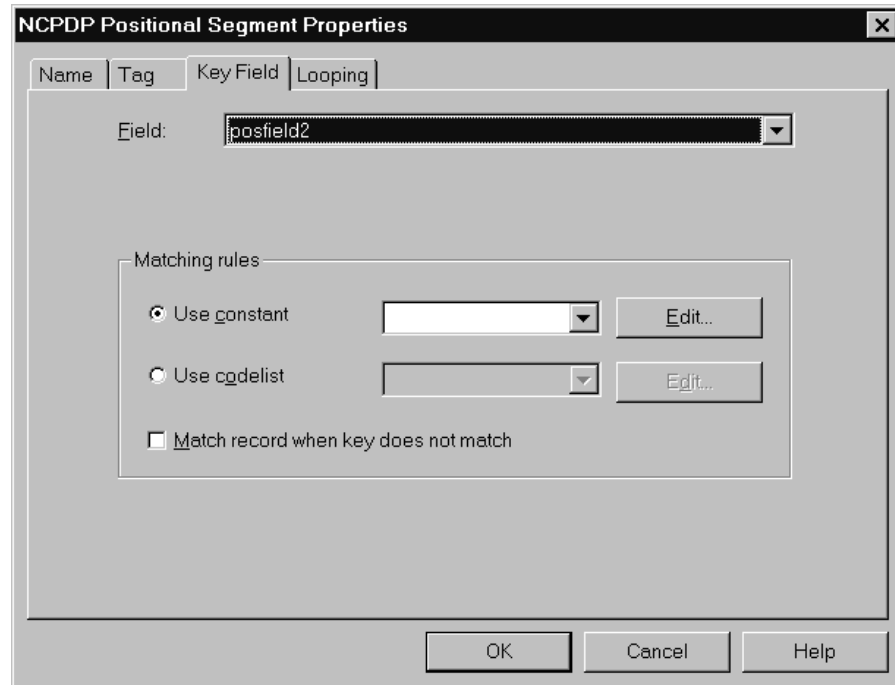 NCPDP Positional Segment Properties
Name Tag Key Field Looping
Field: posfield2
Matching rules
Use constant Edit...
Use codelist Edit...
Match record when key does not match
OK Cancel Help